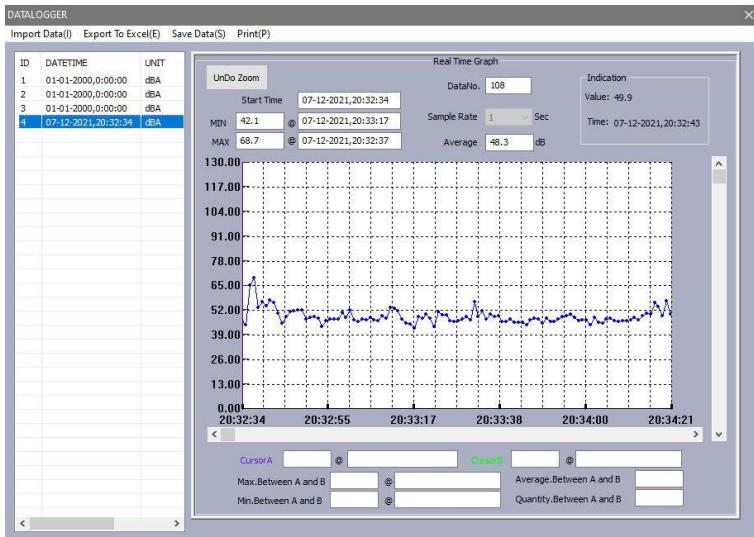 DATALOGGER
Import Data(I) Export To Excel(E) Save Data(S) Print(P)
ID DATETIME UNIT
1 01-01-2000,0:00:00 dBA
2 01-01-2000,0:00:00 dBA
3 01-01-2000,0:00:00 dBA
4 07-12-2021,20:32:34 dBA
Real Time Graph
UnDo Zoom
Start Time 07-12-2021,20:32:34
MIN 42.1 @ 07-12-2021,20:33:17
MAX 68.7 @ 07-12-2021,20:32:37
DataNo. 108
Sample Rate 1 Sec
Average 48.3 dB
Indication
Value: 49.9
Time: 07-12-2021,20:32:43
130.00
117.00
104.00
91.00
78.00
65.00
52.00
39.00
26.00
13.00
0.00
20:32:34 20:32:55 20:33:17 20:33:38 20:34:00 20:34:21
CursorA @ CursorB @
Max.Between A and B @ Average.Between A and B
Min.Between A and B @ Quantity.Between A and B